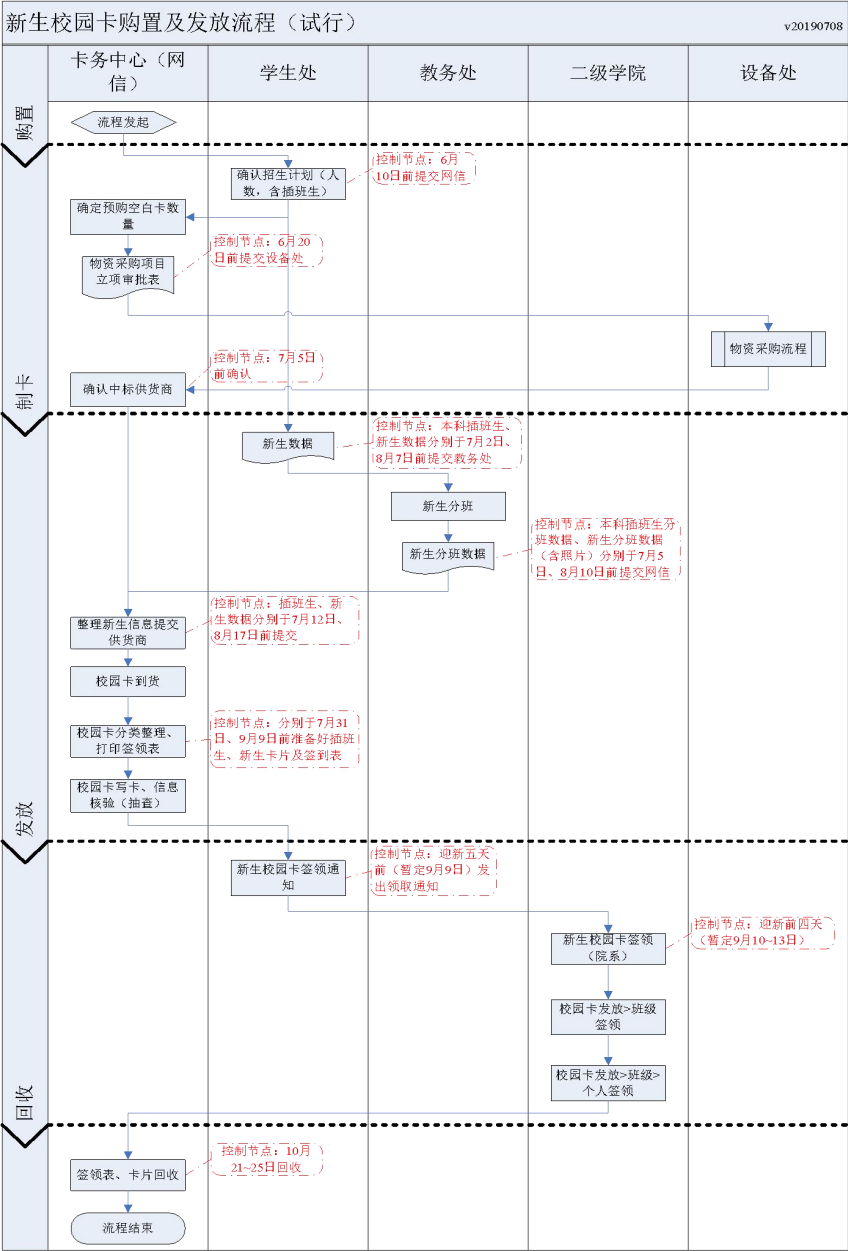 新生校园卡购置及发放流程（试行）
v20190708
卡务中心（网
信）
学生处
教务处
二级学院
设备处
购置
流程发起
制卡
确认招生计划（人
数，含插班生）
控制节点：6月
10日前提交网信
确定预购空白卡数
量
控制节点：6月20
日前提交设备处
物资采购项目
立项审批表
物资采购流程
控制节点：7月5日
前确认
确认中标供货商
发放
新生数据
控制节点：本科插班生、
新生数据分别于7月2日、
8月7日前提交教务处
新生分班
新生分班数据
控制节点：本科插班生分
班数据、新生分班数据
（含照片）分别于7月5
日、8月10日前提交网信
整理新生信息提交
供货商
控制节点：插班生、新
生数据分别于7月12日、
8月17日前提交
校园卡到货
校园卡分类整理、
打印签领表
控制节点：分别于7月31
日、9月9日前准备好插班
生、新生卡片及签到表
校园卡写卡、信息
核验（抽查）
回收
新生校园卡签领通
知
控制节点：迎新五天
前（暂定9月9日）发
出领取通知
新生校园卡签领
（院系）
控制节点：迎新前四天
（暂定9月10~13日）
校园卡发放>班级
签领
校园卡发放>班级>
个人签领
签领表、卡片回收
控制节点：10月
21~25日回收
流程结束